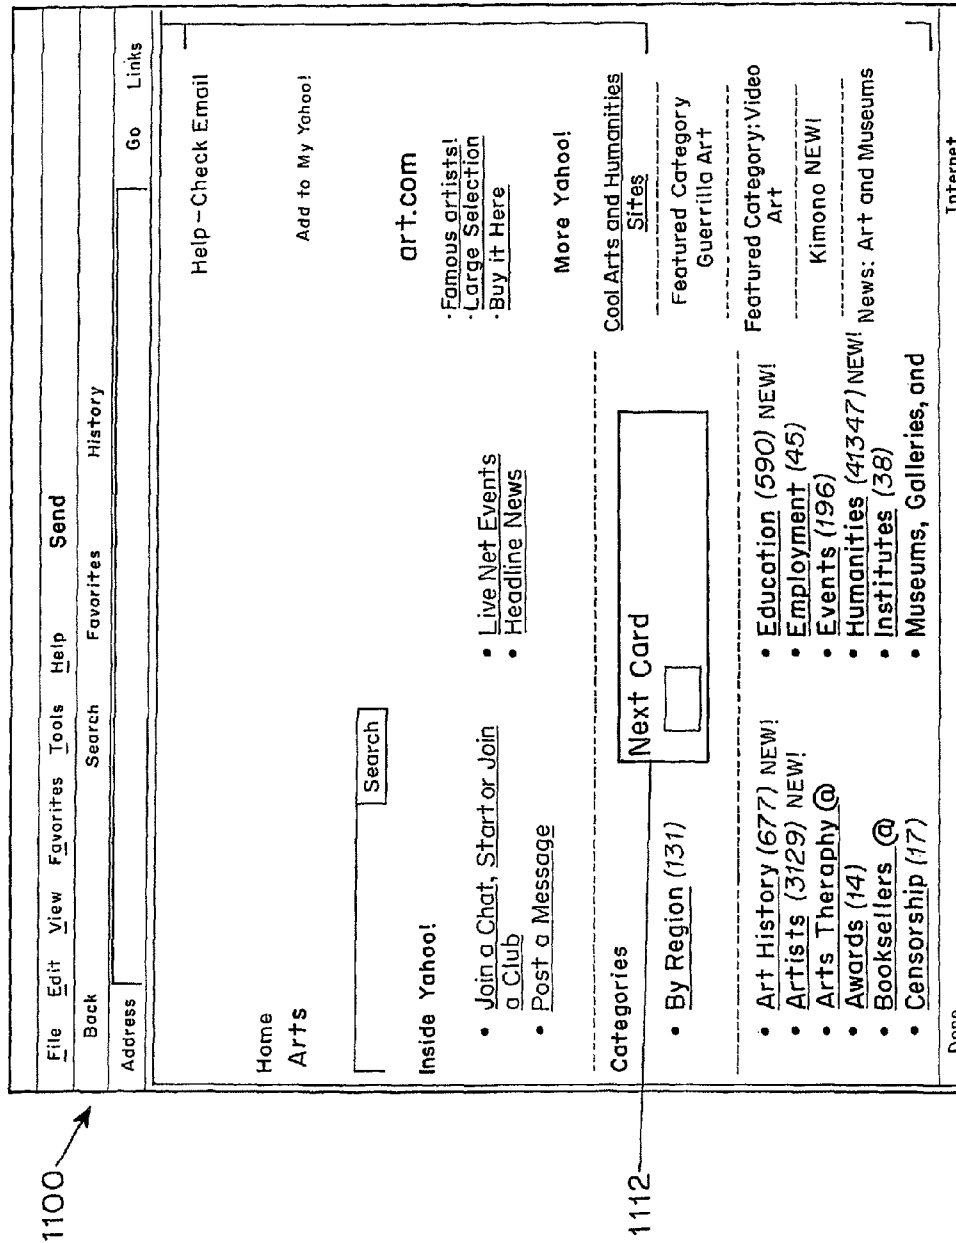 1100
File Edit View Favorites Tools Help Send
Back Search Favorites History
Address Go Links
Help-Check Email
Home
Arts
Add to My Yahoo!
Search
Inside Yahoo!
• Join a Chat, Start or Join
a Club
• Post a Message
• Live Net Events
• Headline News
art.com
·Famous artists!
·Large Selection
·Buy it Here
More Yahoo!
Categories
• By Region (131)
1112
Next Card
• Art History (677) NEW!
• Artists (3129) NEW!
• Arts Theraphy @
• Awards (14)
• Booksellers @
• Censorship (17)
• Education (590) NEW!
• Employment (45)
• Events (196)
• Humanities (41347) NEW!
• Institutes (38)
• Museums, Galleries, and
Cool Arts and Humanities
Sites
Featured Category
Guerrilla Art
Featured Category: Video
Art
Kimono NEW!
News: Art and Museums
Done Internet